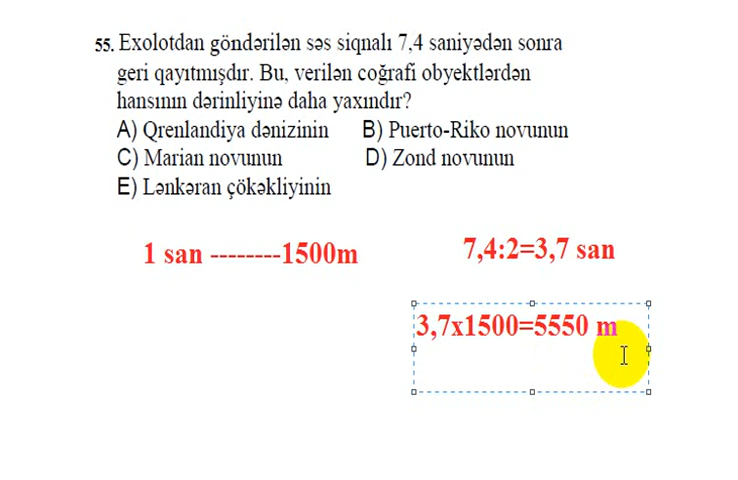 55. Exolotdan göndərilən səs siqnalı 7,4 saniyədən sonra
geri qayıtmışdır. Bu, verilən coğrafi obyektlərdən
hansının dərinliyinə daha yaxındır?
A) Qrenlandiya dənizinin B) Puerto-Riko novunun
C) Marian novunun D) Zond novunun
E) Lənkəran çökəkliyinin
1 san --------1500m 7,4:2=3,7 san
3,7x1500=5550 m